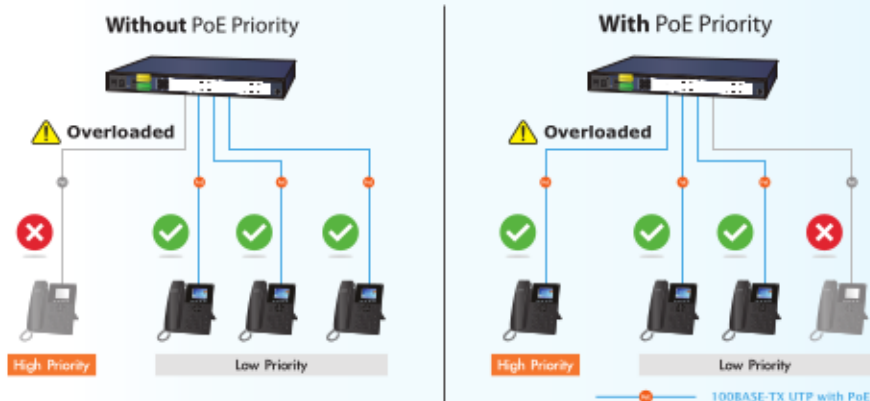 Without PoE Priority
Overloaded
High Priority
Low Priority
With PoE Priority
Overloaded
High Priority
Low Priority
100BASE-TX UTP with PoE